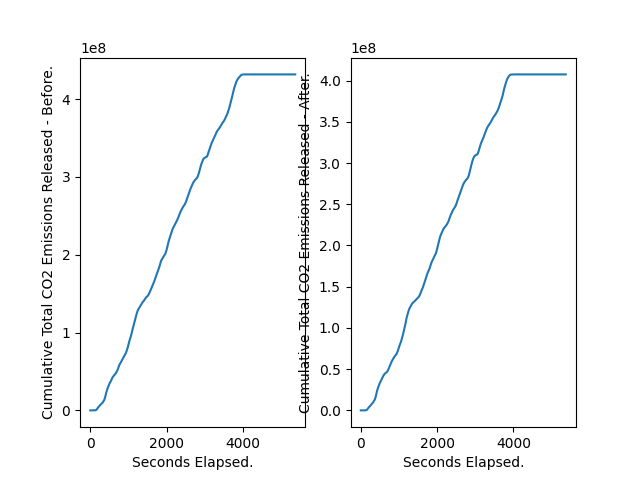 1e8
Cumulative Total CO2 Emissions Released - Before.
4
3
2
1
0
0 2000 4000
Seconds Elapsed.
1e8
Cumulative Total CO2 Emissions Released - After.
4.0
3.5
3.0
2.5
2.0
1.5
1.0
0.5
0.0
0 2000 4000
Seconds Elapsed.